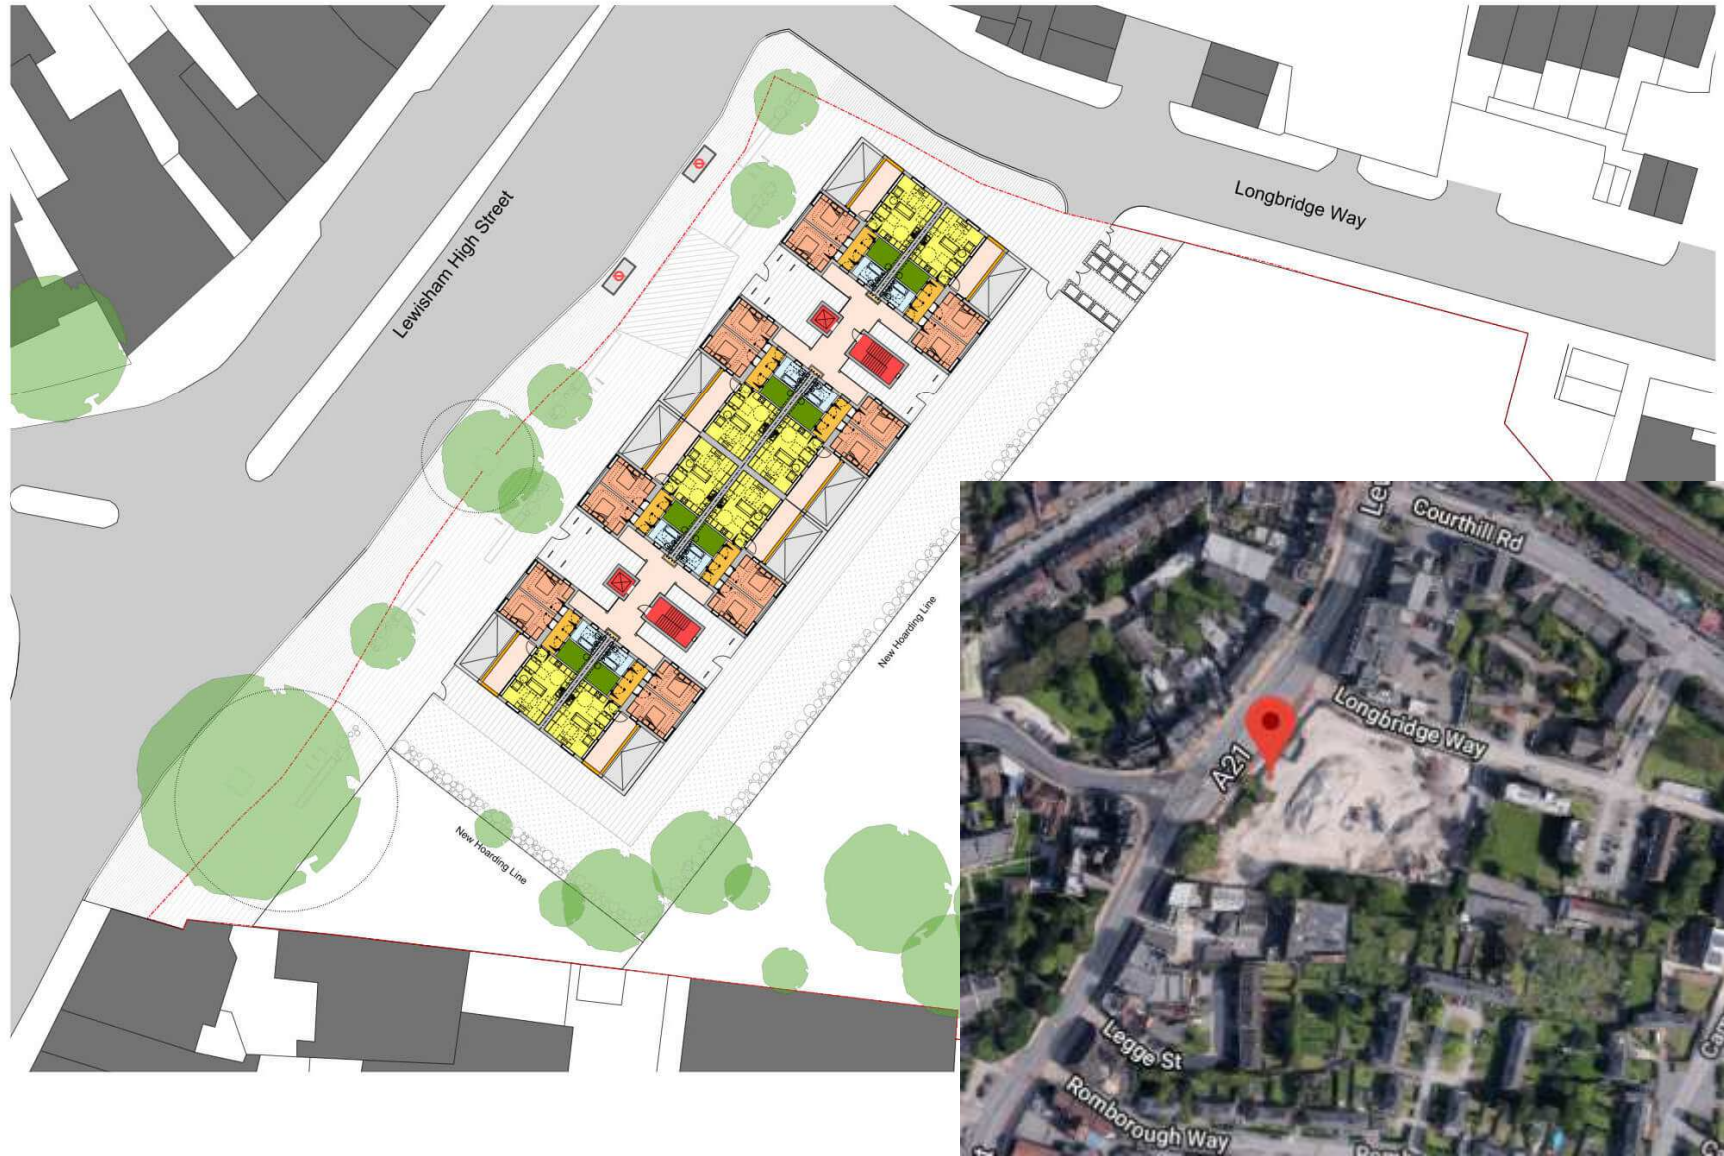 Lewisham High Street
Longbridge Way
New Hoarding Line
New Hoarding Line
Courthill Rd
Longbridge Way
A21
Legge St
Romborough Way